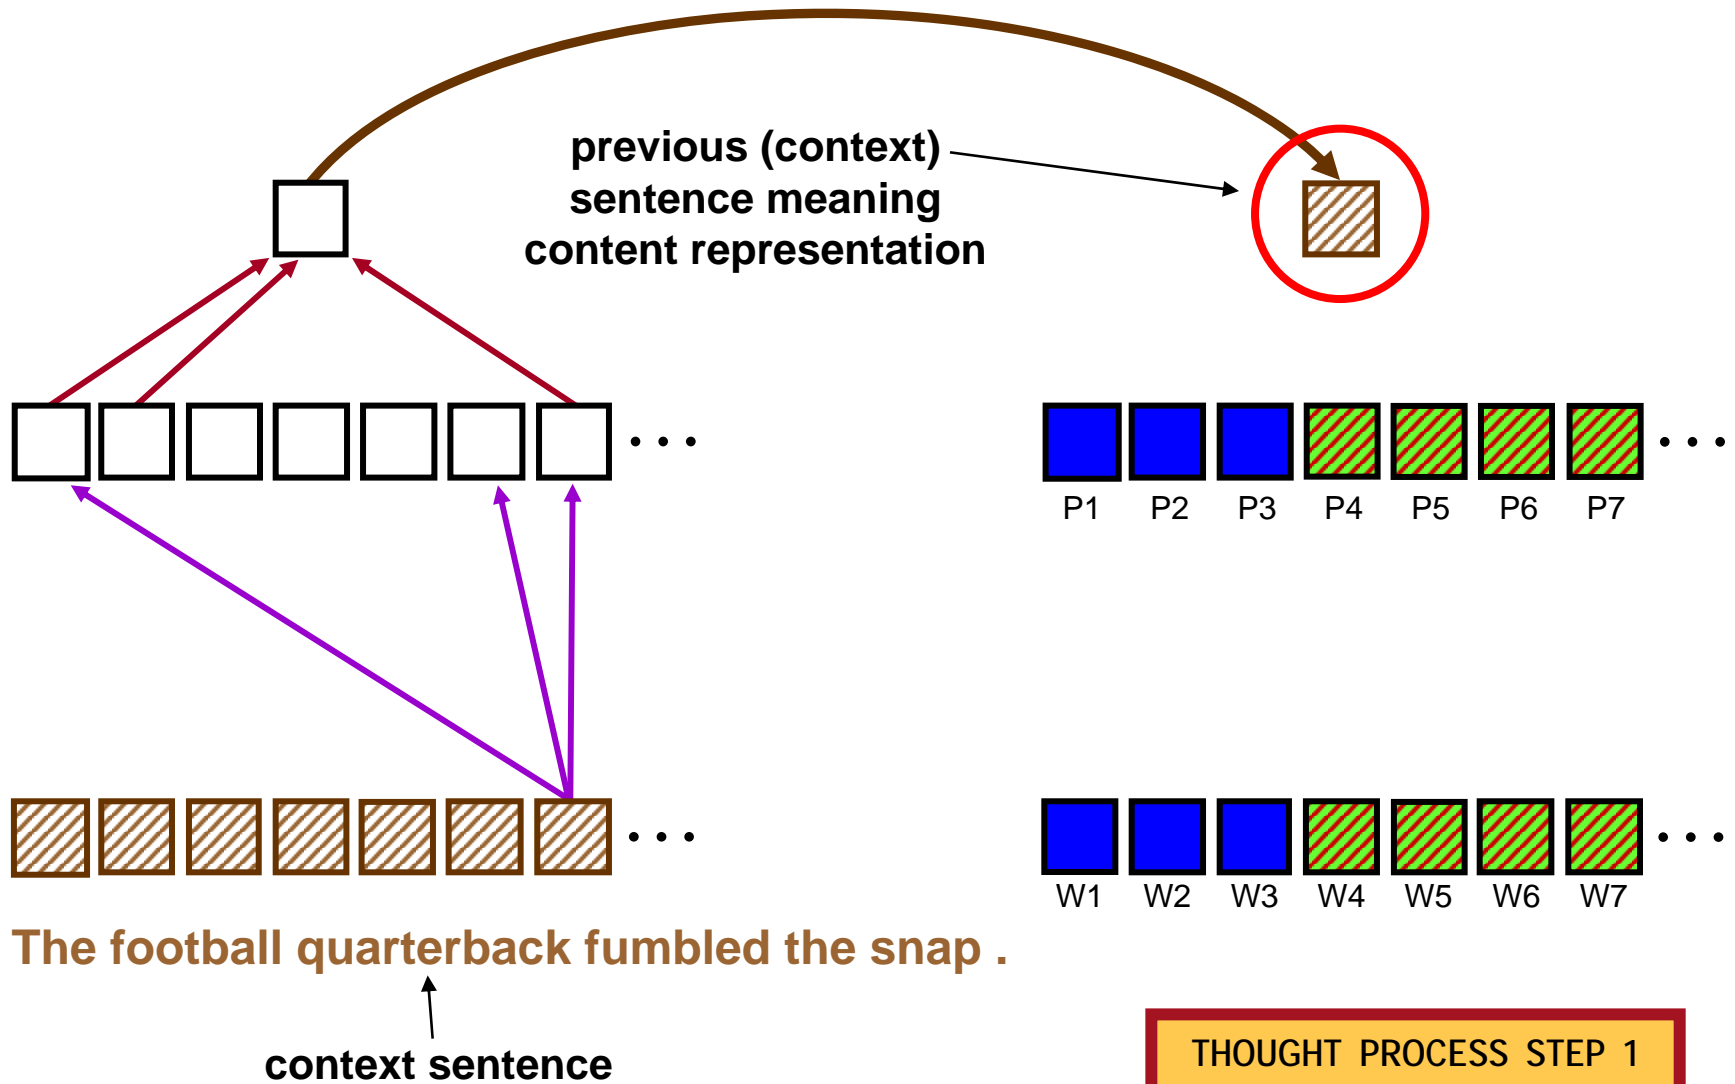 previous (context)
sentence meaning
content representation
. . .
. . .
P1 P2 P3 P4 P5 P6 P7
. . .
. . .
W1 W2 W3 W4 W5 W6 W7
The football quarterback fumbled the snap .
context sentence
THOUGHT PROCESS STEP 1